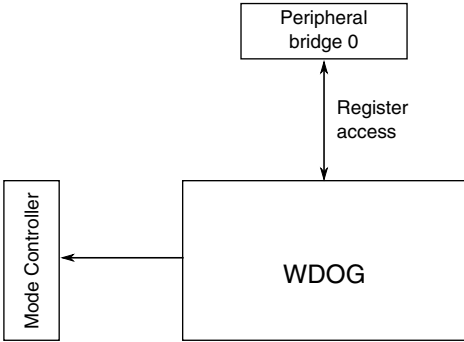 Peripheral
bridge 0
Register
access
Mode Controller
WDOG